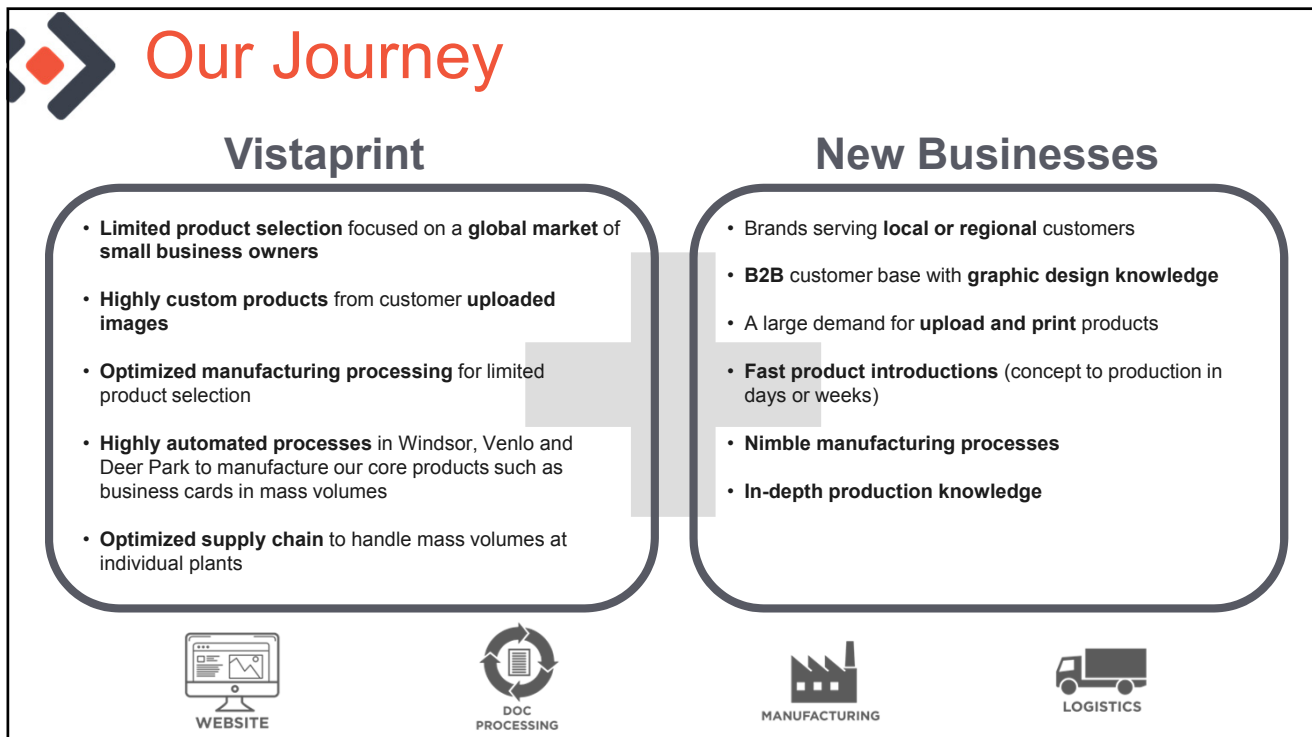 Our Journey
Vistaprint
• Limited product selection focused on a global market of
small business owners
• Highly custom products from customer uploaded
images
• Optimized manufacturing processing for limited
product selection
• Highly automated processes in Windsor, Venlo and
Deer Park to manufacture our core products such as
business cards in mass volumes
• Optimized supply chain to handle mass volumes at
individual plants
New Businesses
• Brands serving local or regional customers
• B2B customer base with graphic design knowledge
• A large demand for upload and print products
• Fast product introductions (concept to production in
days or weeks)
• Nimble manufacturing processes
• In-depth production knowledge
WEBSITE
DOC
PROCESSING
MANUFACTURING
LOGISTICS